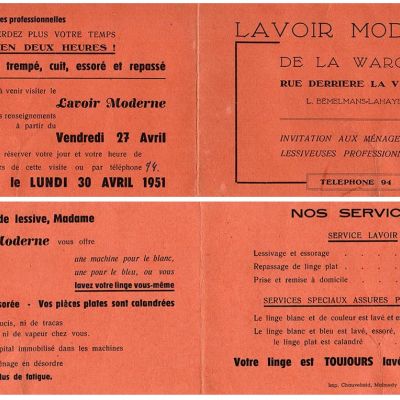 es professionnelles
ERDEZ PLUS VOTRE TEMPS
EN DEUX HEURES !
trempé, cuit, essoré et repassé
à venir visiter le
Lavoir Moderne
es renseignements
à partir du
Vendredi 27 Avril
réserver votre jour et votre heure de
rs de cette visite ou par téléphone 94.
le LUNDI 30 AVRIL 1951
LAVOIR MOD
DE LA WARC
RUE DERRIERE LA V
L. BEMELMANS-LAHAYE
INVITATION AUX MÉNAGE
LESSIVEUSES PROFESSIONNE
TELEPHONE 94
de lessive, Madame
Moderne vous offre
une machine pour le blanc,
une pour le bleu, ou vous
lavez votre linge vous-même
sorée - Vos pièces plates sont calandrées
ucis, ni de tracas
ni de vapeur chez vous.
pital immobilisé dans les machines
ménager en désordre
lus de fatigue.
NOS SERVIC
SERVICE LAVOIR
Lessivage et essorage . . .
Repassage de linge plat . . .
Prise et remise à domicile . . .
SERVICES SPECIAUX ASSURES P
Le linge blanc et de couleur est lavé et es
Le linge blanc et bleu est lavé, essoré,
le linge plat est calandré . . .
Votre linge est TOUJOURS lavé
Imp. Chauveheid, Malmedy